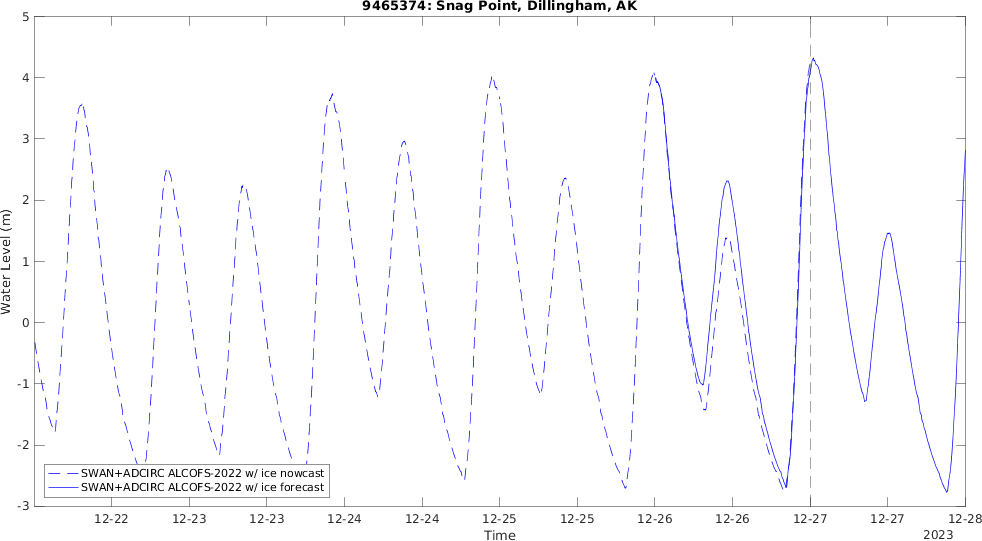 9465374: Snag Point, Dillingham, AK
5
4
3
2
1
0
-1
-2
-3
Water Level (m)
SWAN+ADCIRC ALCOFS-2022 w/ ice nowcast
SWAN+ADCIRC ALCOFS-2022 w/ ice forecast
12-22 12-23 12-23 12-24 12-24 12-25 12-25 12-26 12-26 12-27 12-27 12-28
Time
2023